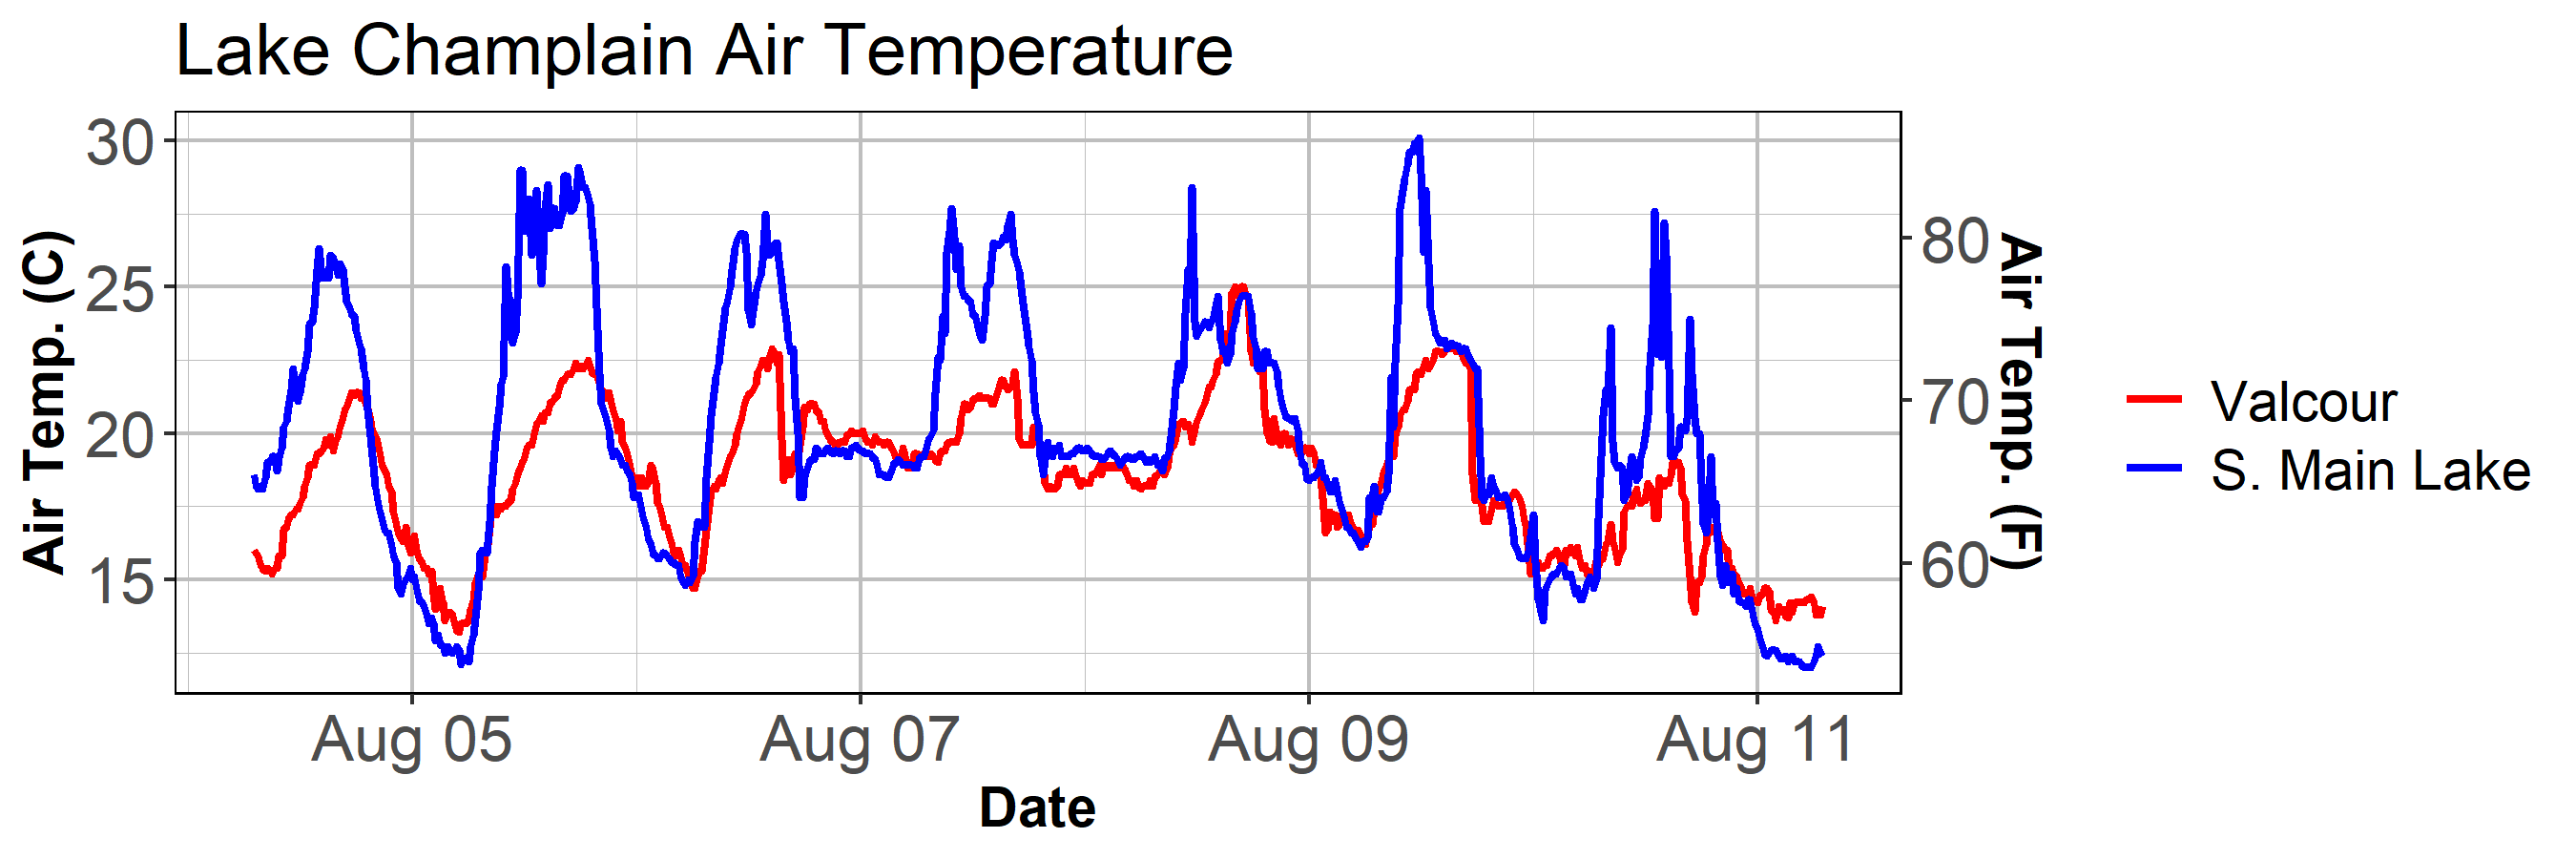 Lake Champlain Air Temperature
Air Temp. (C)
30
25
20
15
80
70
60
Air Temp. (F)
Aug 05
Aug 07
Aug 09
Aug 11
Date
Valcour
S. Main Lake